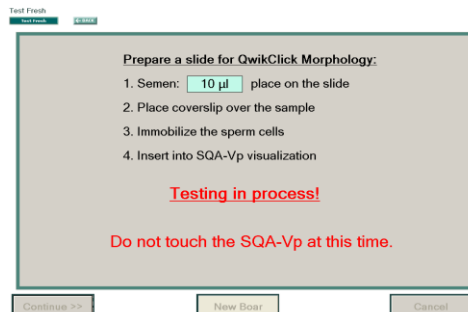 Test Fresh
Test Fresh BACK
Prepare a slide for QwikClick Morphology:
1. Semen: 10 µl place on the slide
2. Place coverslip over the sample
3. Immobilize the sperm cells
4. Insert into SQA-Vp visualization
Testing in process!
Do not touch the SQA-Vp at this time.
Continue >> New Boar Cancel